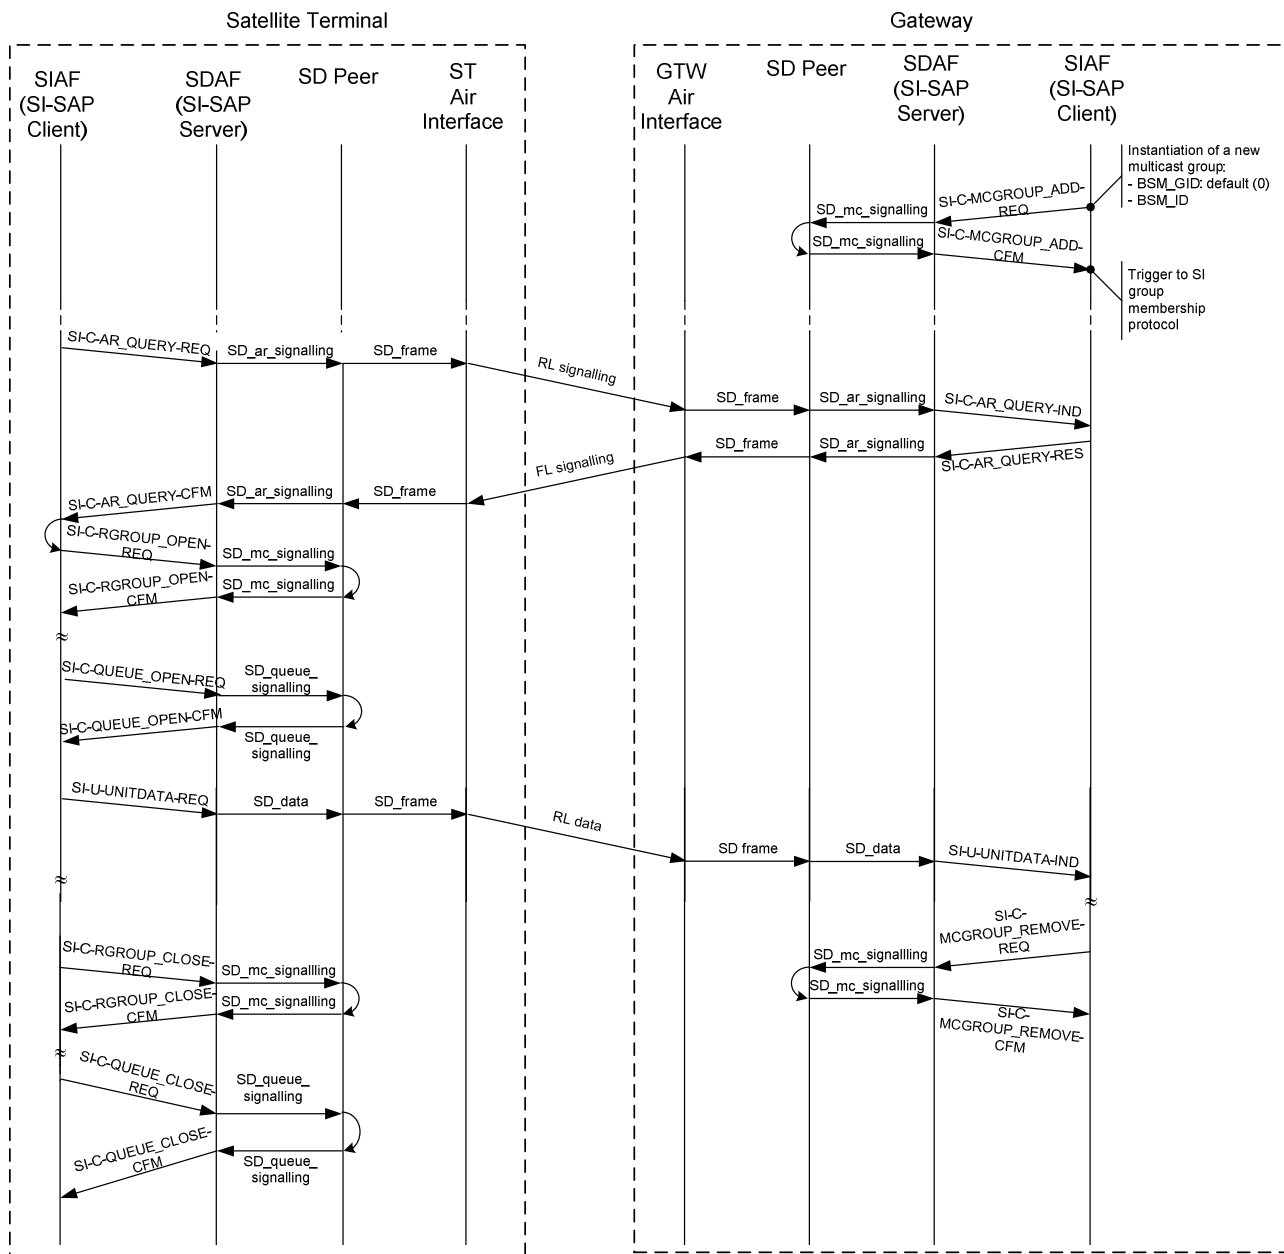 Satellite Terminal
Gateway
SIAF
(SI-SAP
Client)
SDAF
(SI-SAP
Server)
SD Peer
ST
Air
Interface
GTW
Air
Interface
SD Peer
SDAF
(SI-SAP
Server)
SIAF
(SI-SAP
Client)
Instantiation of a new
multicast group:
- BSM_GID: default (0)
- BSM_ID
SI-C-MCGROUP_ADD-
REQ
SD_mc_signalling
SD_mc_signalling
SI-C-MCGROUP_ADD-
CFM
Trigger to SI
group
membership
protocol
SI-C-AR_QUERY-REQ
SD_ar_signalling
SD_frame
RL signalling
SD_frame
SD_ar_signalling
SI-C-AR_QUERY-IND
SI-C-AR_QUERY-RES
SD_ar_signalling
SD_frame
FL signalling
SD_frame
SD_ar_signalling
SI-C-AR_QUERY-CFM
SI-C-RGROUP_OPEN-
REQ
SD_mc_signalling
SD_mc_signalling
SI-C-RGROUP_OPEN-
CFM
≈
SI-C-QUEUE_OPEN-REQ
SD_queue_
signalling
SI-C-QUEUE_OPEN-CFM
SD_queue_
signalling
SI-U-UNITDATA-REQ
SD_data
SD_frame
RL data
SD frame
SD_data
SI-U-UNITDATA-IND
≈
≈
SI-C-
MCGROUP_REMOVE-
REQ
SD_mc_signallling
SD_mc_signallling
SI-C-
MCGROUP_REMOVE-
CFM
SI-C-RGROUP_CLOSE-
REQ
SD_mc_signallling
SD_mc_signallling
SI-C-RGROUP_CLOSE-
CFM
≈
SI-C-QUEUE_CLOSE-
REQ
SD_queue_
signalling
SI-C-QUEUE_CLOSE-
CFM
SD_queue_
signalling